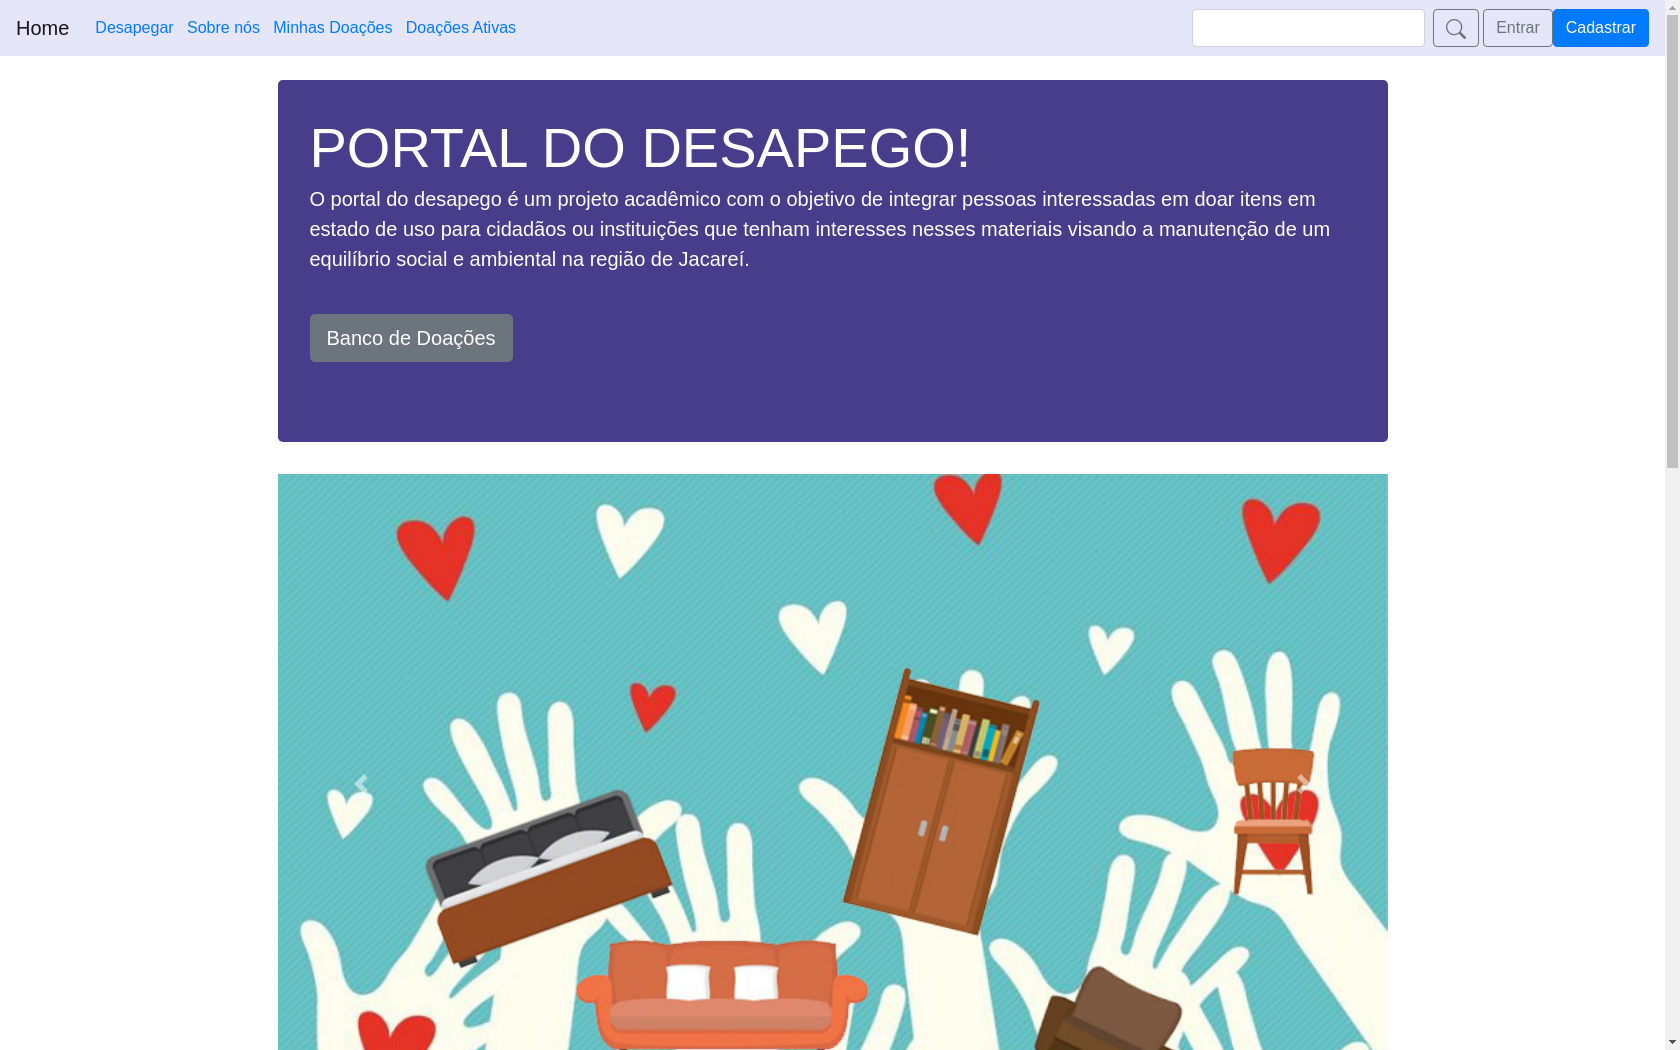 Home Desapegar Sobre nós Minhas Doações Doações Ativas Entrar Cadastrar
PORTAL DO DESAPEGO!
O portal do desapego é um projeto acadêmico com o objetivo de integrar pessoas interessadas em doar itens em
estado de uso para cidadãos ou instituições que tenham interesses nesses materiais visando a manutenção de um
equilíbrio social e ambiental na região de Jacareí.
Banco de Doações